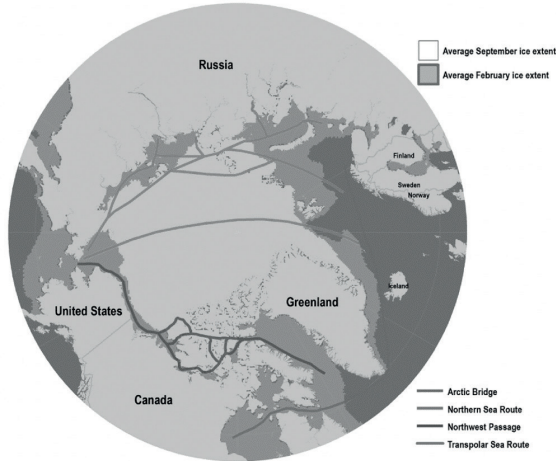 Average September ice extent
Average February ice extent
Russia
Finland
Sweden
Norway
Iceland
Greenland
United States
Canada
Arctic Bridge
Northern Sea Route
Northwest Passage
Transpolar Sea Route